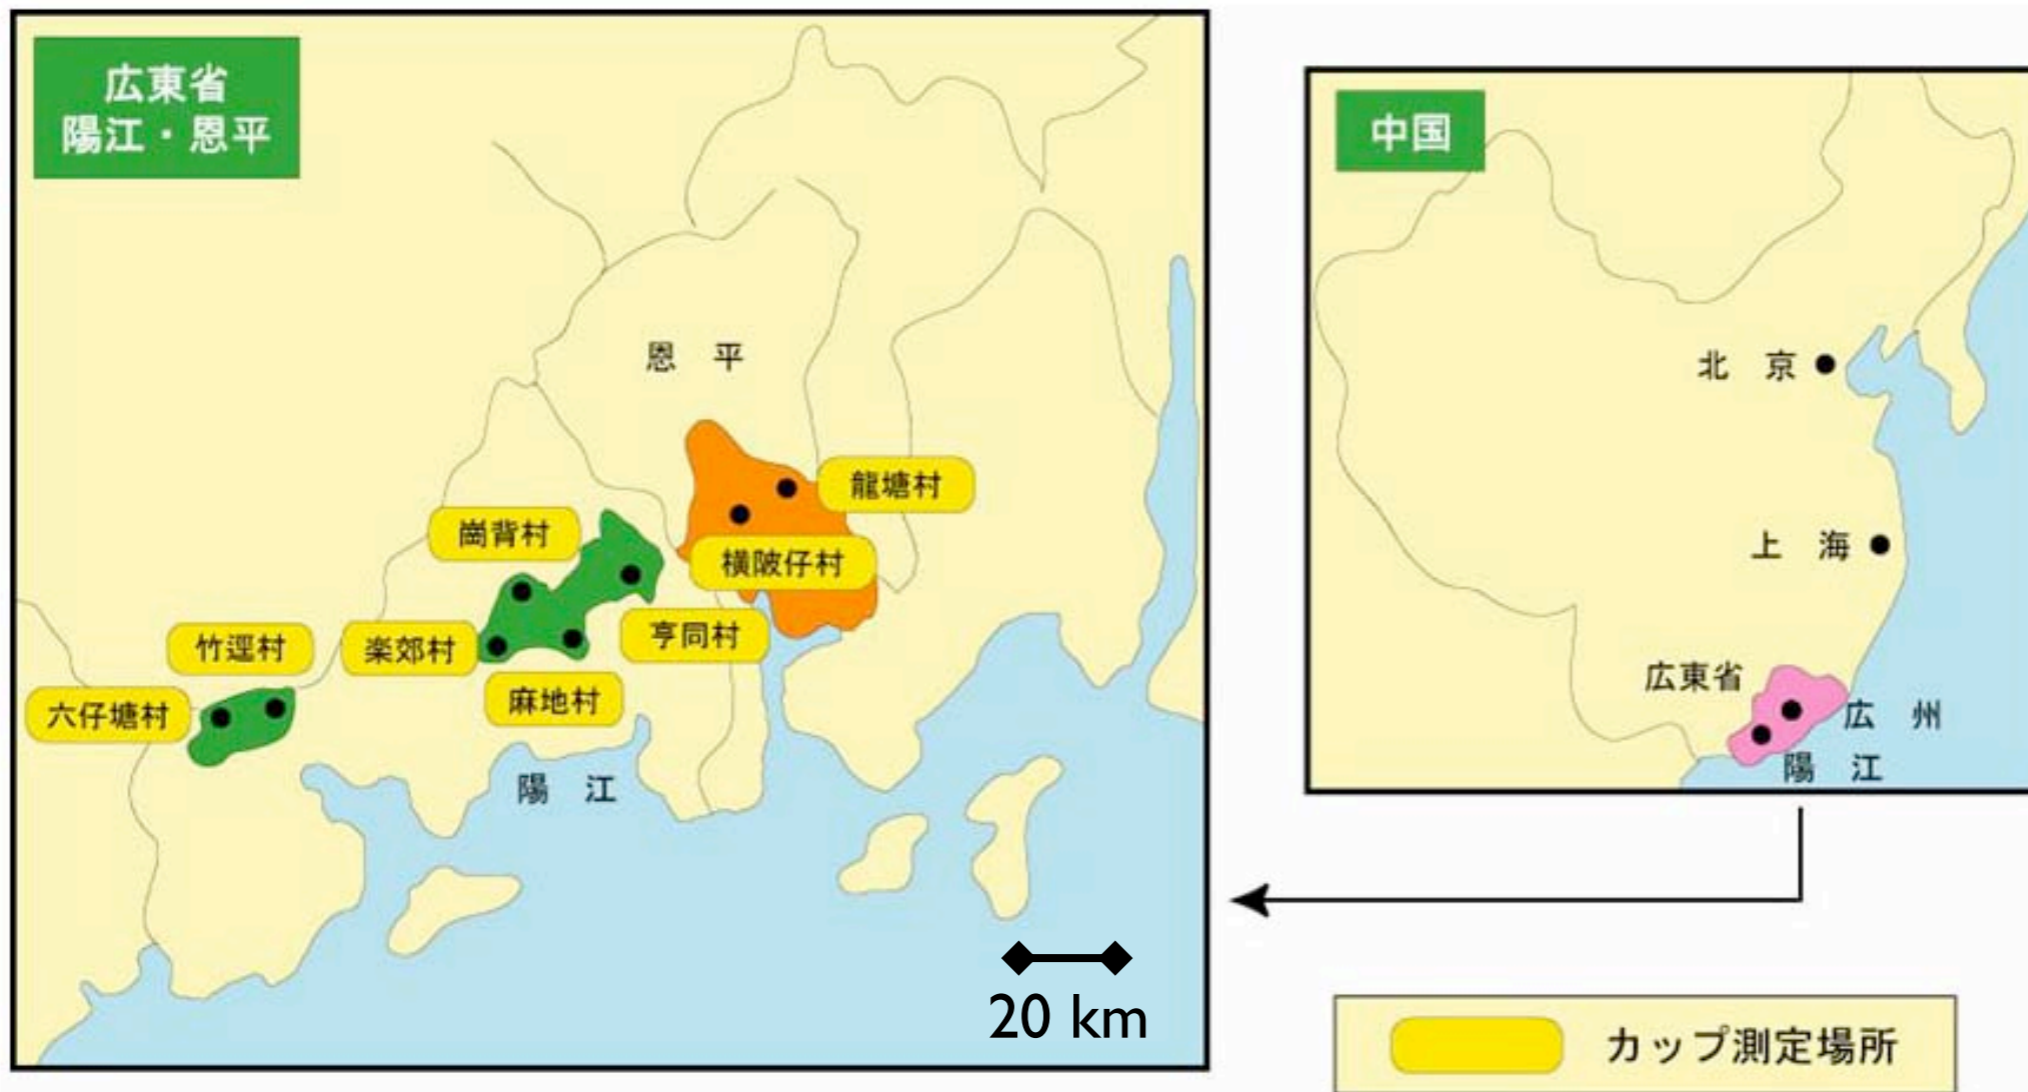 広東省
陽江・恩平
恩 平
龍塘村
崗背村
横陂仔村
亨同村
竹逕村
楽郊村
麻地村
六仔塘村
陽 江
20 km
中国
北 京
上 海
広東省
広 州
陽 江
カップ測定場所